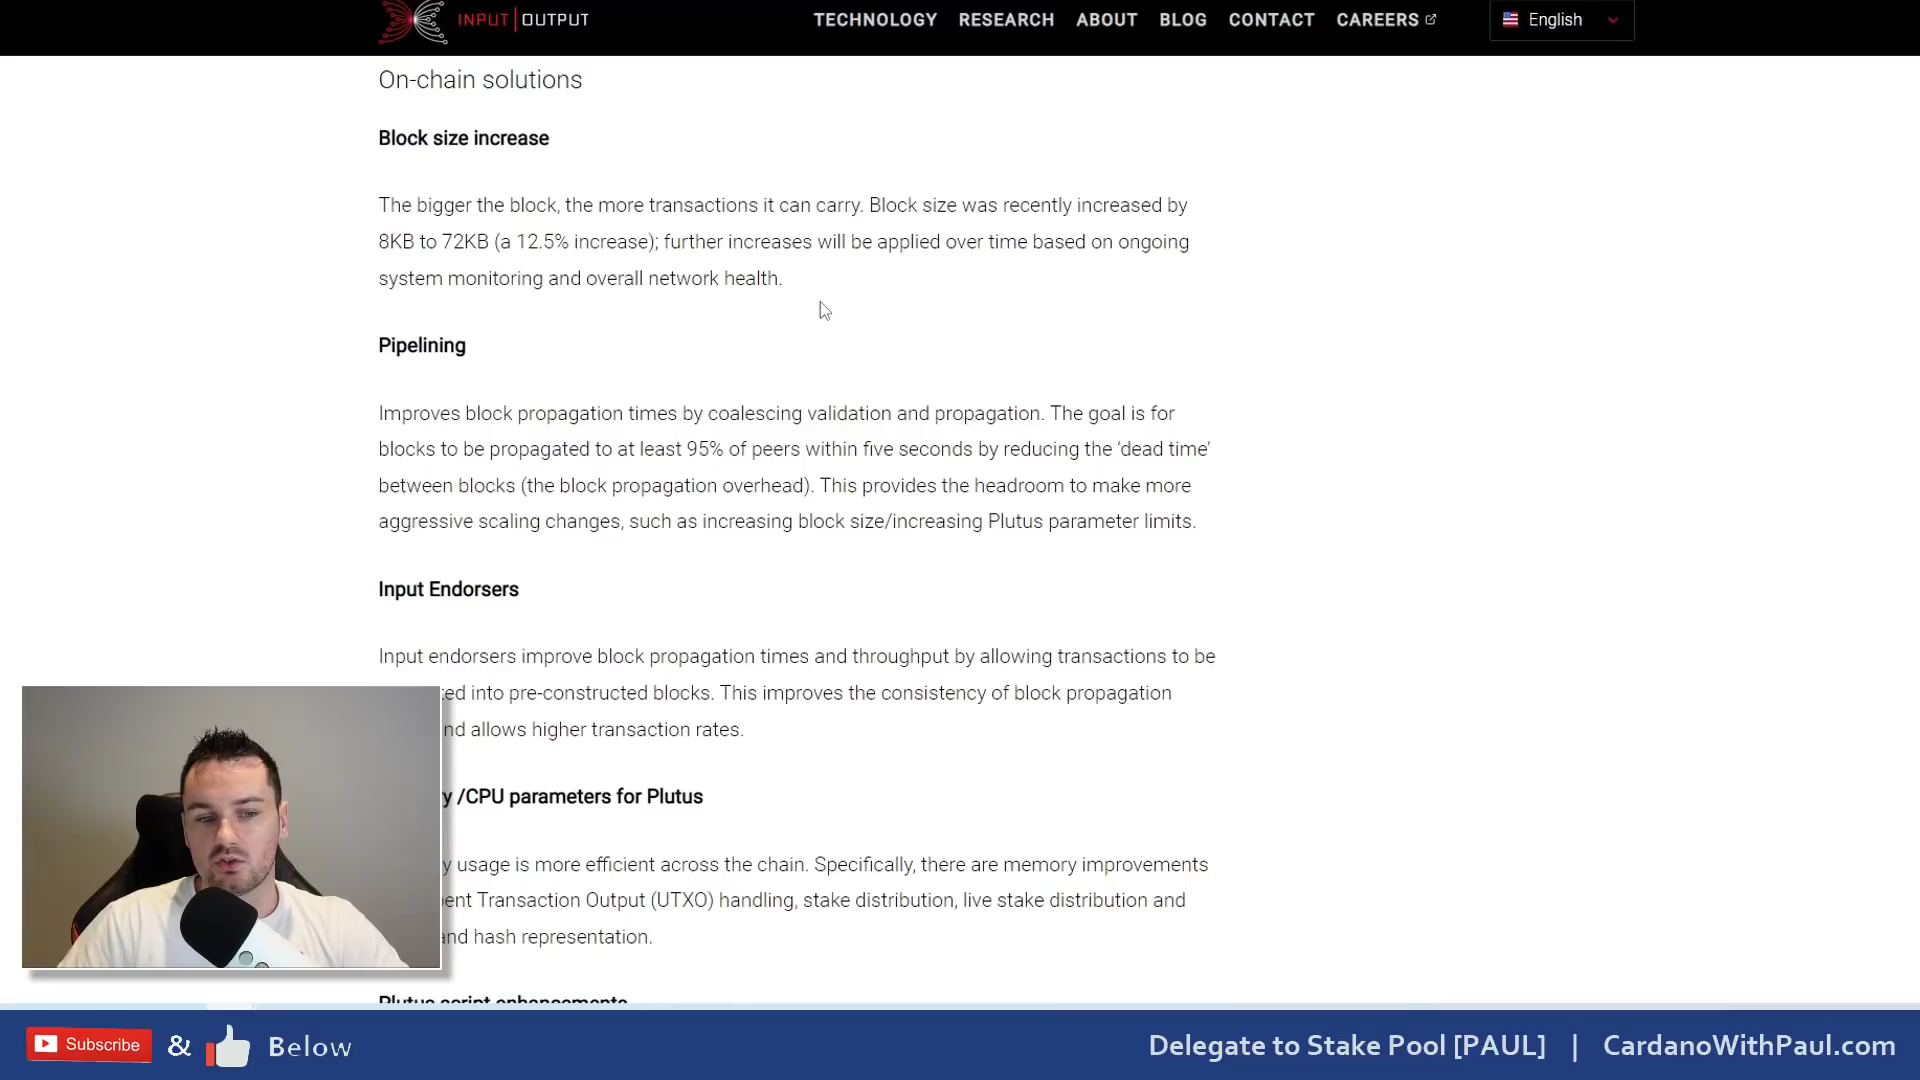 INPUT | OUTPUT
TECHNOLOGY RESEARCH ABOUT BLOG CONTACT CAREERS
English
On-chain solutions
Block size increase
The bigger the block, the more transactions it can carry. Block size was recently increased by
8KB to 72KB (a 12.5% increase); further increases will be applied over time based on ongoing
system monitoring and overall network health.
Pipelining
Improves block propagation times by coalescing validation and propagation. The goal is for
blocks to be propagated to at least 95% of peers within five seconds by reducing the ‘dead time’
between blocks (the block propagation overhead). This provides the headroom to make more
aggressive scaling changes, such as increasing block size/increasing Plutus parameter limits.
Input Endorsers
Input endorsers improve block propagation times and throughput by allowing transactions to be
into pre-constructed blocks. This improves the consistency of block propagation
allows higher transaction rates.
/CPU parameters for Plutus
usage is more efficient across the chain. Specifically, there are memory improvements
Transaction Output (UTXO) handling, stake distribution, live stake distribution and
hash representation.
Plutus script enhancements
Subscribe & Below
Delegate to Stake Pool [PAUL] | CardanoWithPaul.com